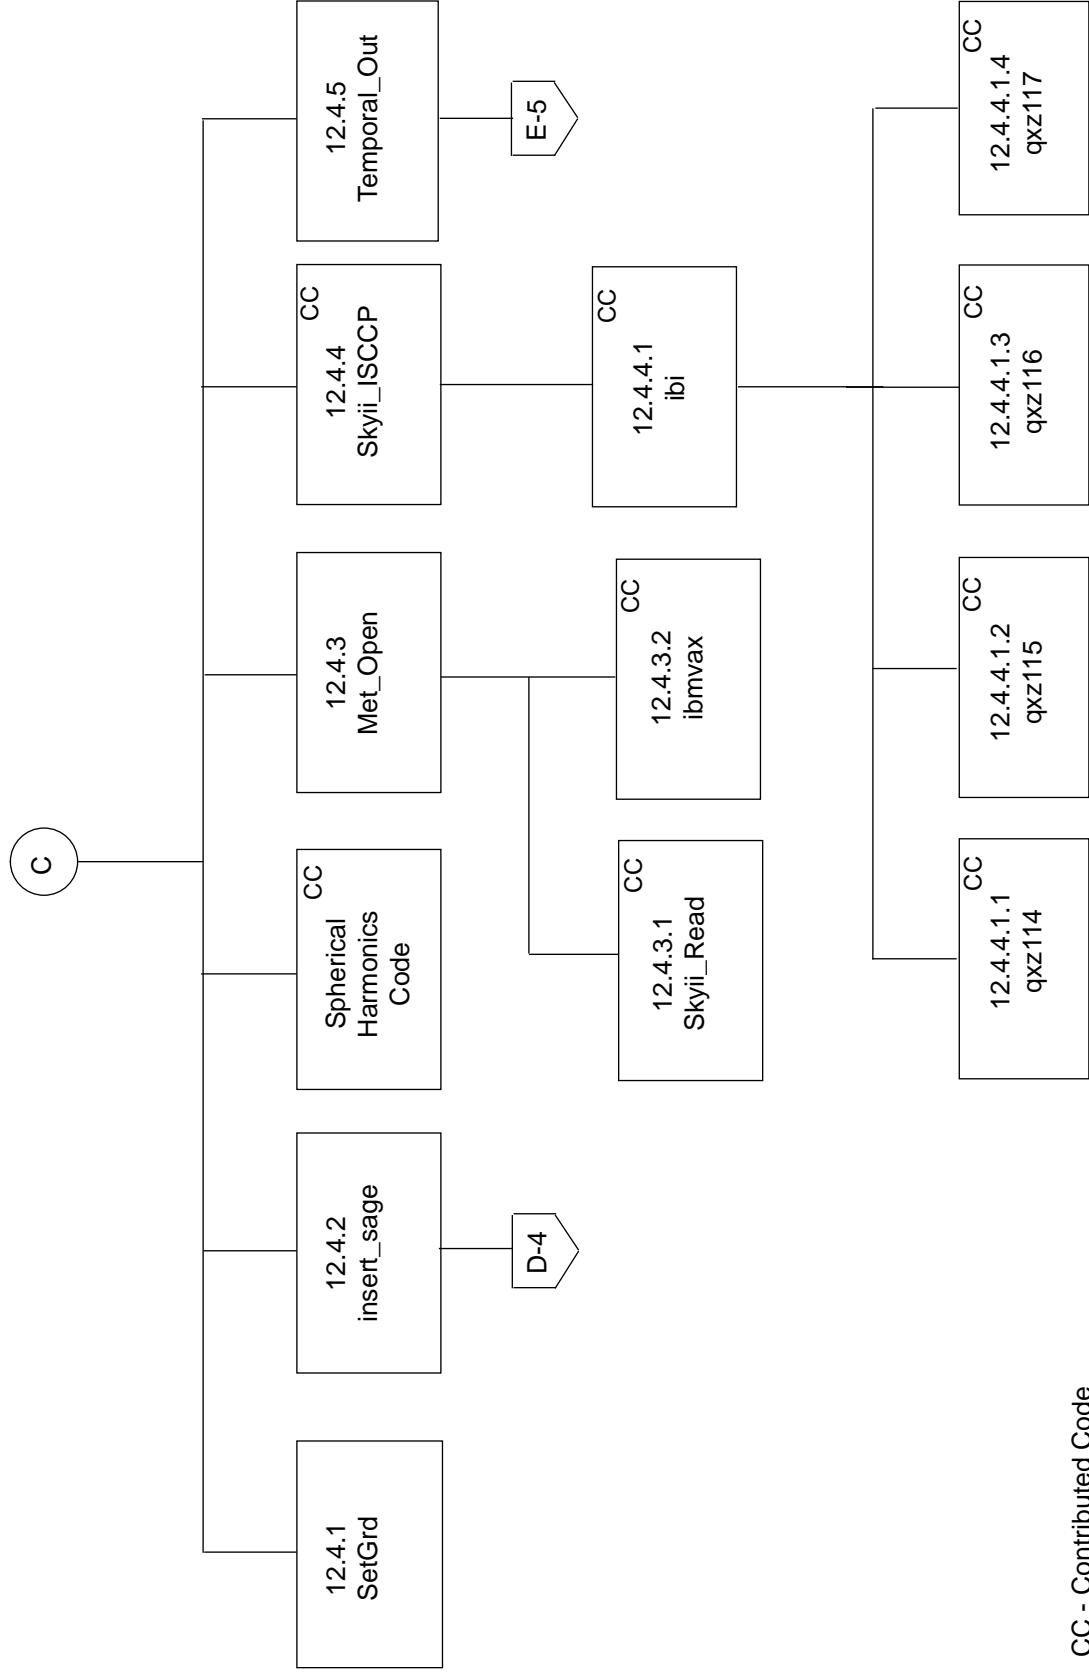 C
12.4.1
SetGrd
12.4.2
insert_sage
CC
Spherical
Harmonics
Code
12.4.3
Met_Open
CC
12.4.4
Skyii_ISCCP
12.4.5
Temporal_Out
D-4
E-5
CC
12.4.3.1
Skyii_Read
CC
12.4.3.2
ibmvax
CC
12.4.4.1
ibi
CC
12.4.4.1.1
qxz114
CC
12.4.4.1.2
qxz115
CC
12.4.4.1.3
qxz116
CC
12.4.4.1.4
qxz117
CC - Contributed Code